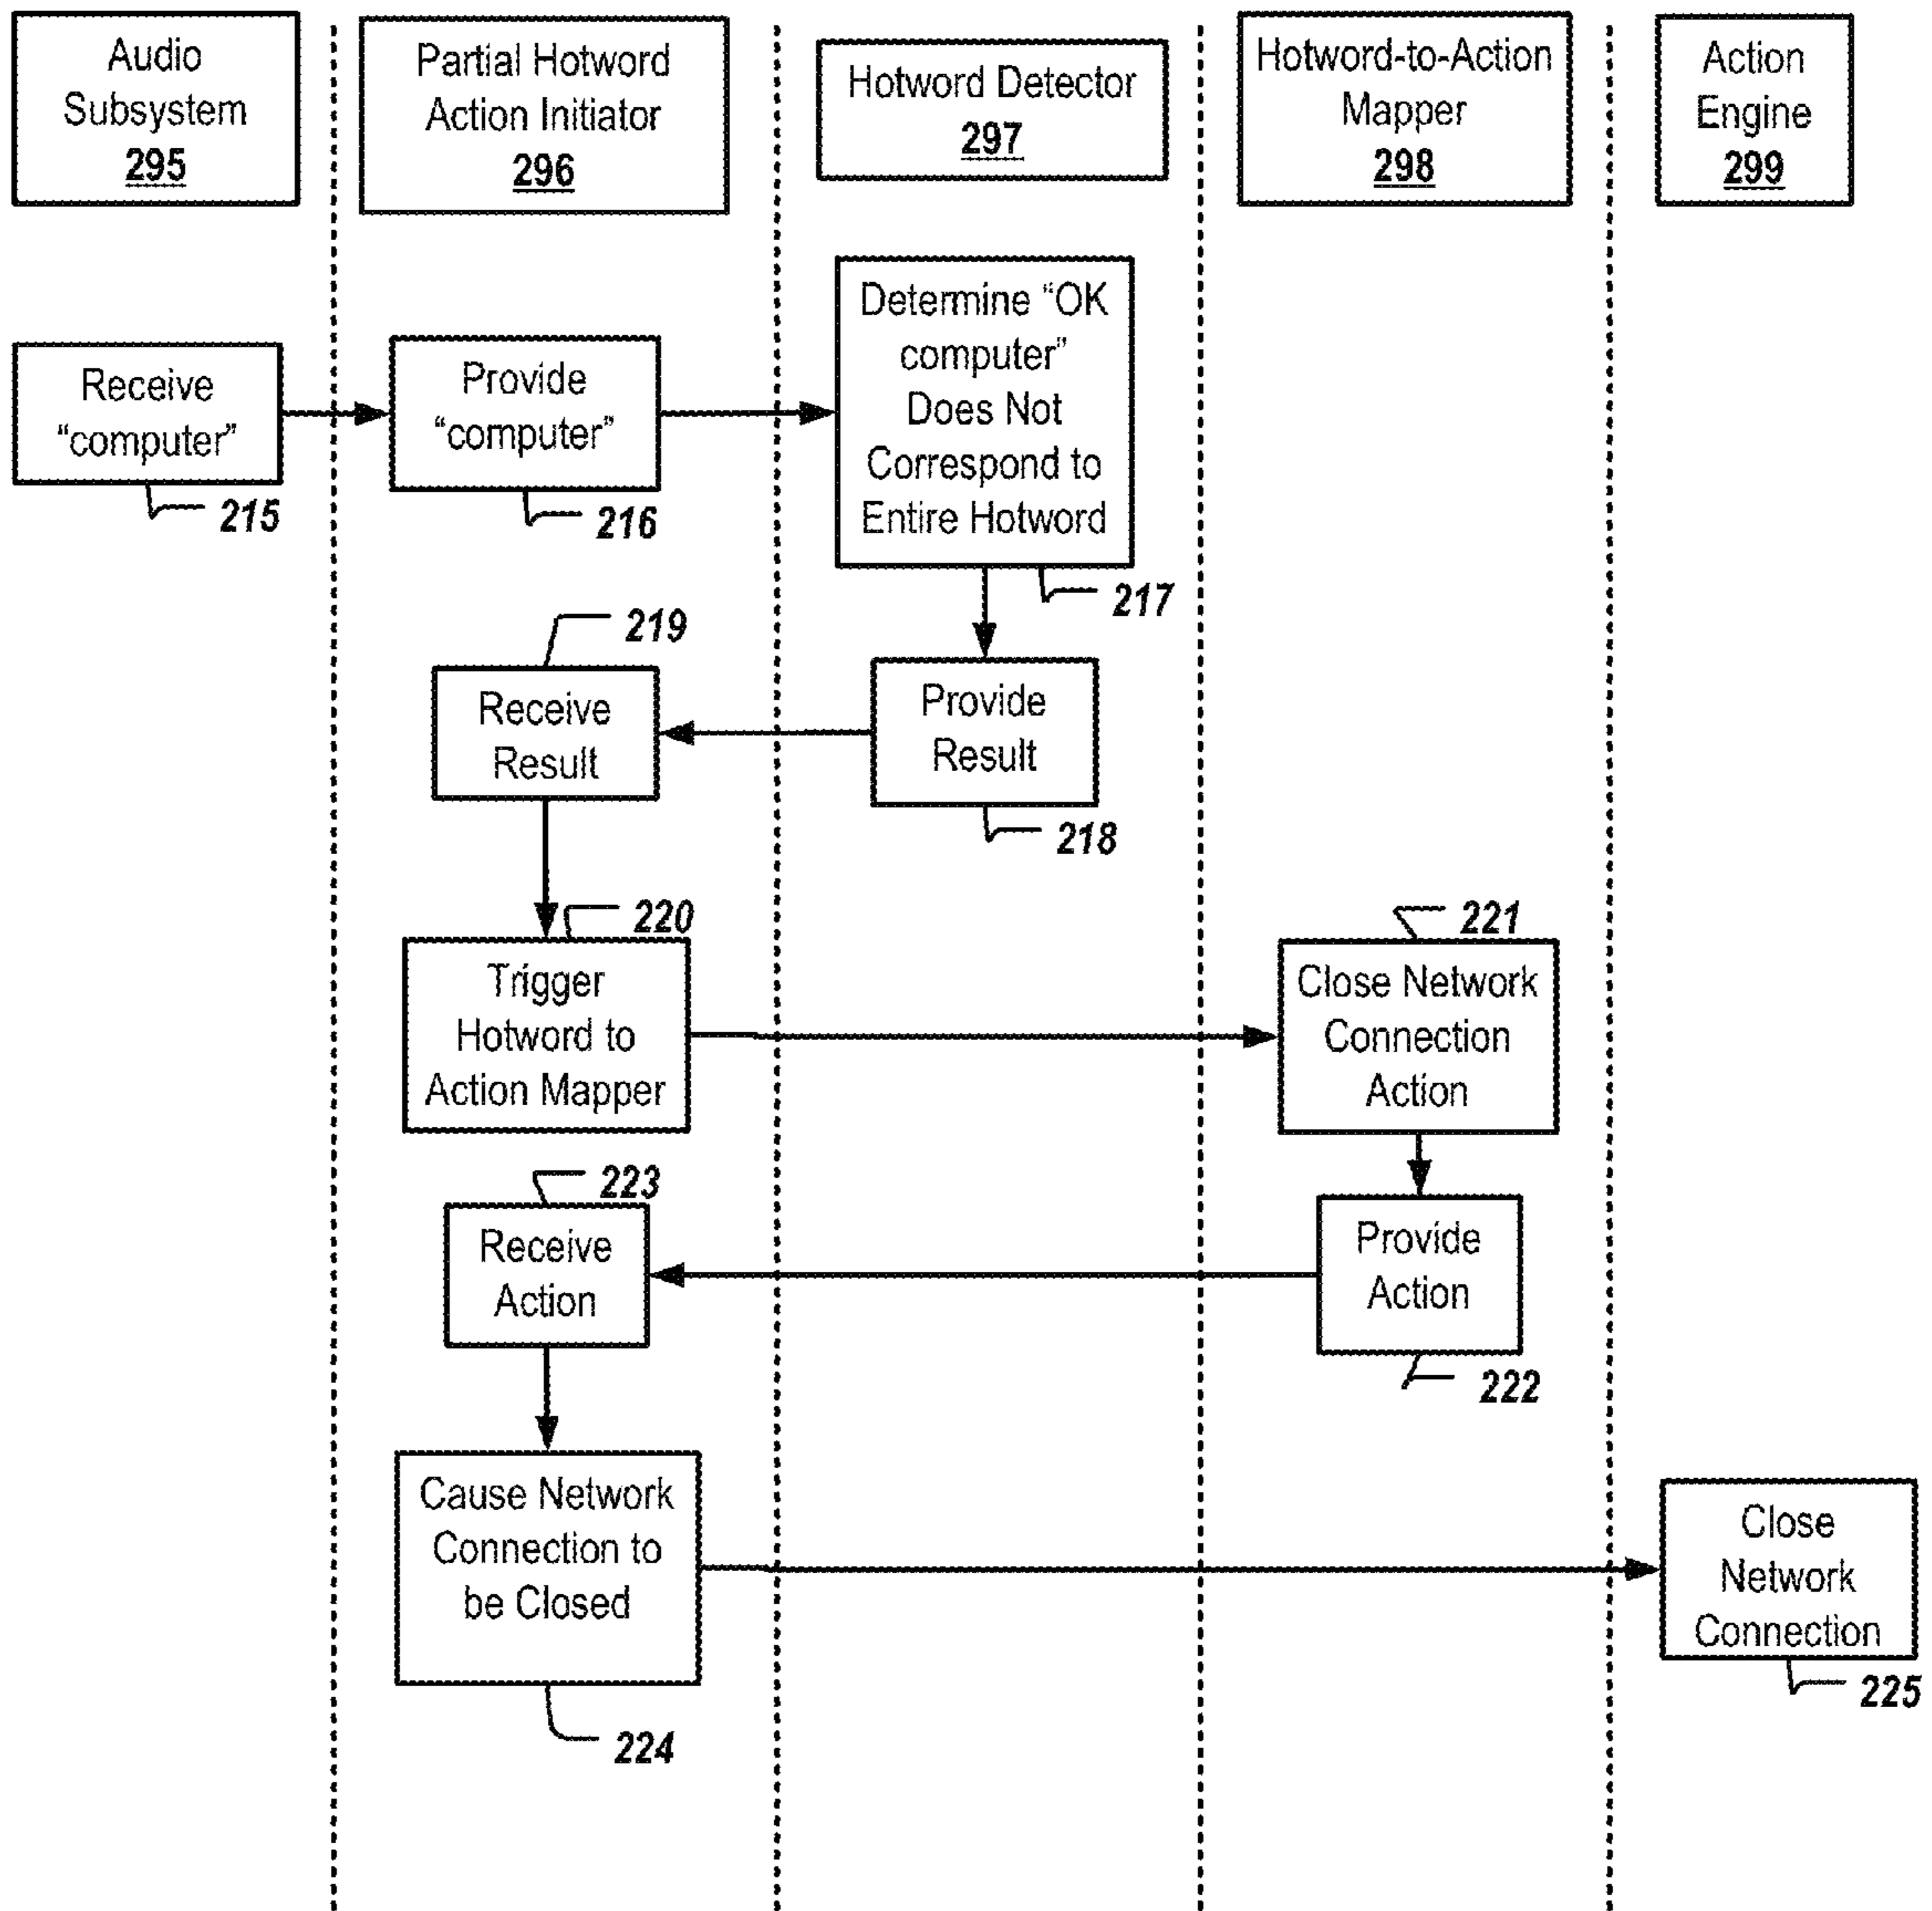 Audio
Subsystem
295
Partial Hotword
Action Initiator
296
Hotword Detector
297
Hotword-to-Action
Mapper
298
Action
Engine
299
Receive
“computer”
215
Provide
“computer”
216
Determine “OK
computer”
Does Not
Correspond to
Entire Hotword
217
219
Receive
Result
Provide
Result
218
220
Trigger
Hotword to
Action Mapper
221
Close Network
Connection
Action
223
Receive
Action
Provide
Action
222
Cause Network
Connection to
be Closed
224
Close
Network
Connection
225